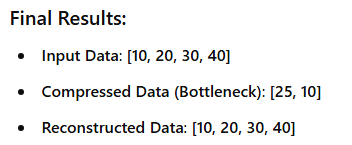 Final Results:
• Input Data: [10, 20, 30, 40]
• Compressed Data (Bottleneck): [25, 10]
• Reconstructed Data: [10, 20, 30, 40]